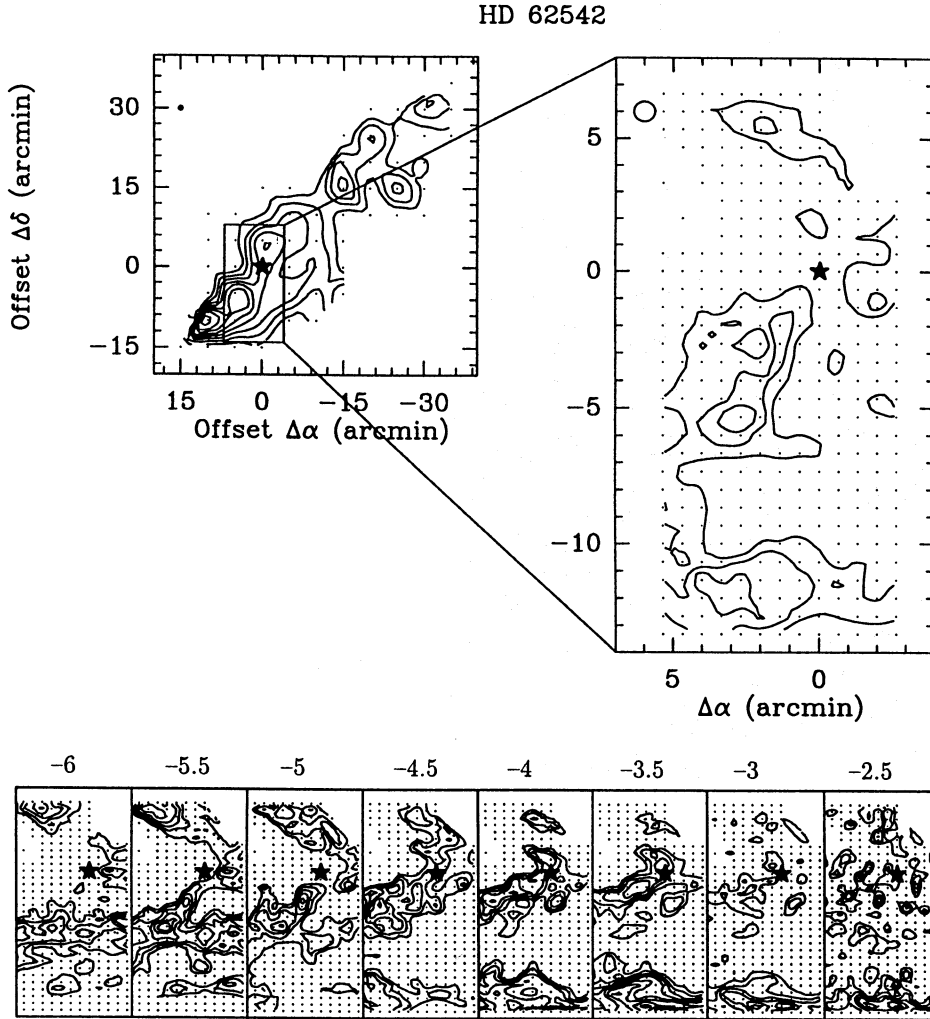 HD 62542
Offset Δδ (arcmin)
30
15
0
−15
15 0 −15 −30
Offset Δα (arcmin)
5
0
−5
−10
5 0
Δα (arcmin)
−6 −5.5 −5 −4.5 −4 −3.5 −3 −2.5